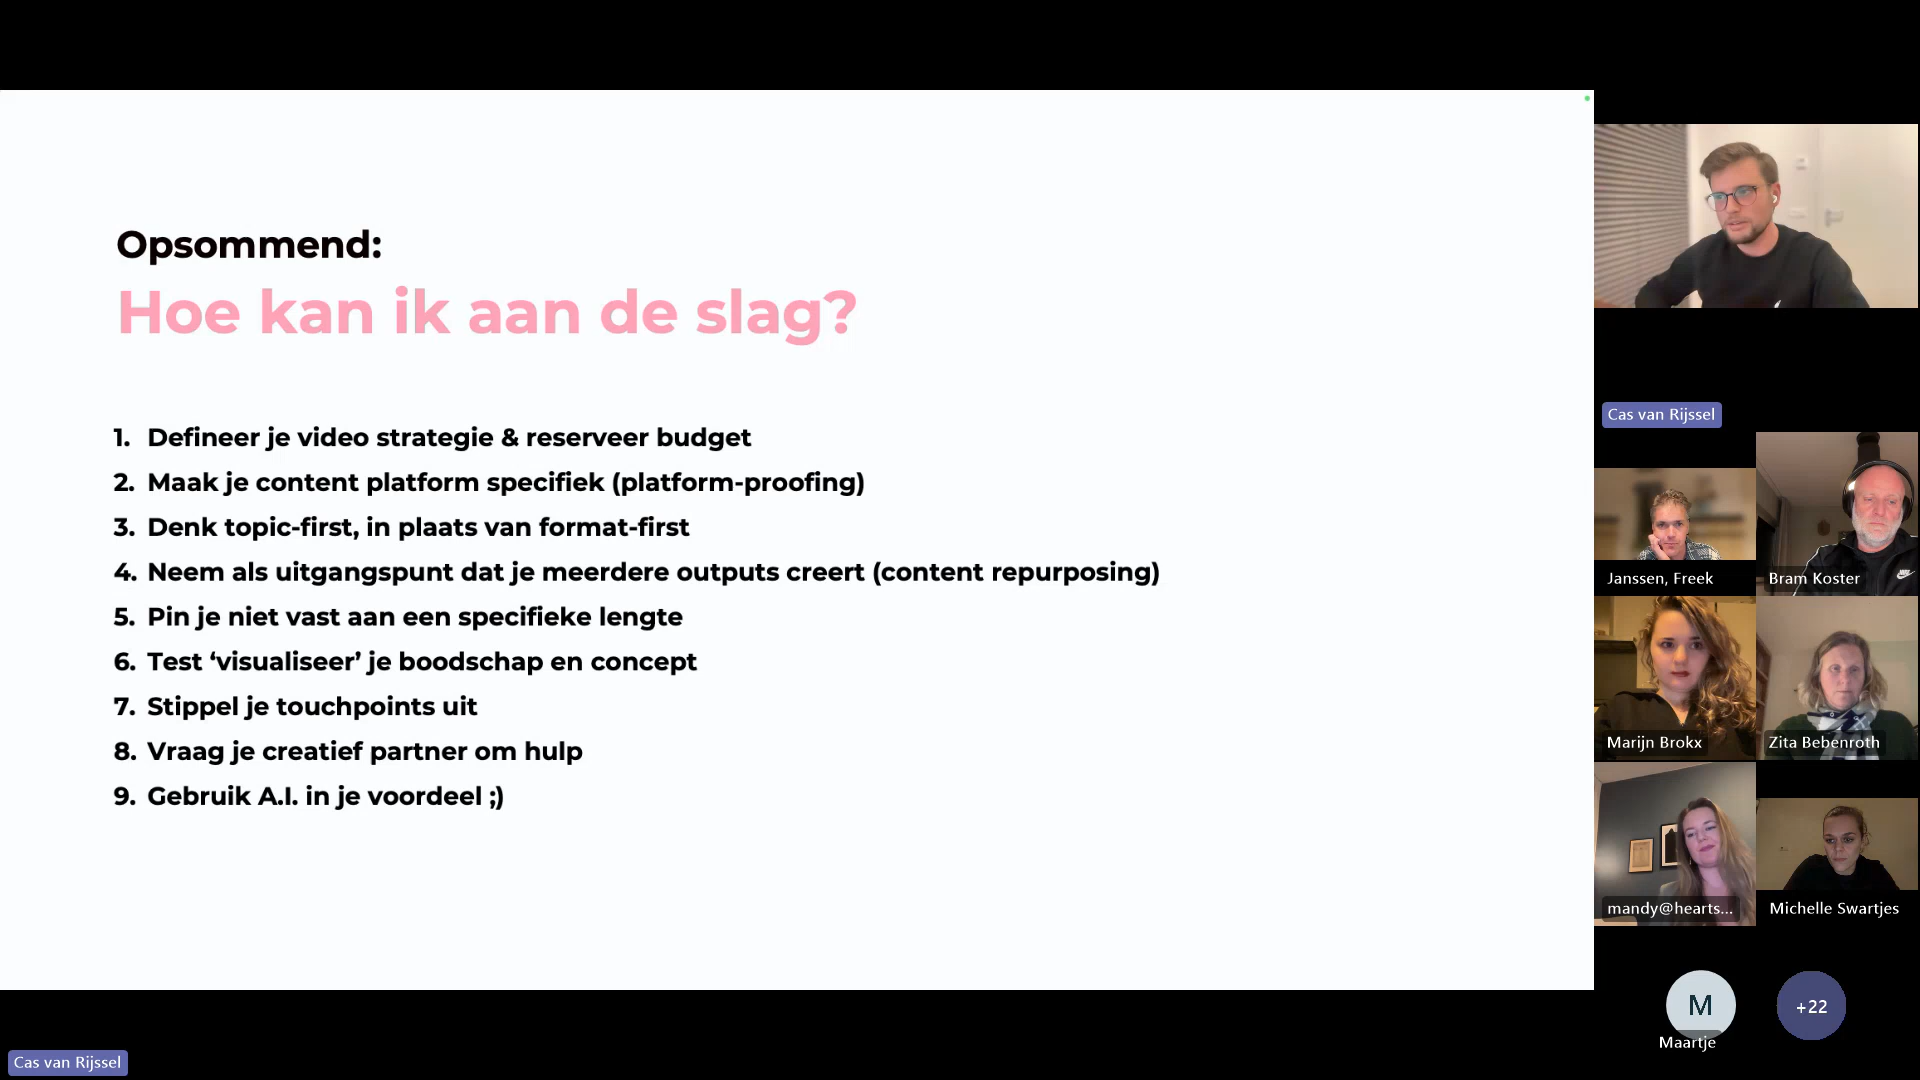 Opsommend:
Hoe kan ik aan de slag?
1. Defineer je video strategie & reserveer budget
2. Maak je content platform specifiek (platform-proofing)
3. Denk topic-first, in plaats van format-first
4. Neem als uitgangspunt dat je meerdere outputs creert (content repurposing)
5. Pin je niet vast aan een specifieke lengte
6. Test ‘visualiseer’ je boodschap en concept
7. Stippel je touchpoints uit
8. Vraag je creatief partner om hulp
9. Gebruik A.I. in je voordeel ;)
Cas van Rijssel
Cas van Rijssel
Janssen, Freek
Bram Koster
Marijn Brokx
Zita Bebenroth
mandy@hearts...
Michelle Swartjes
M
Maartje
+22